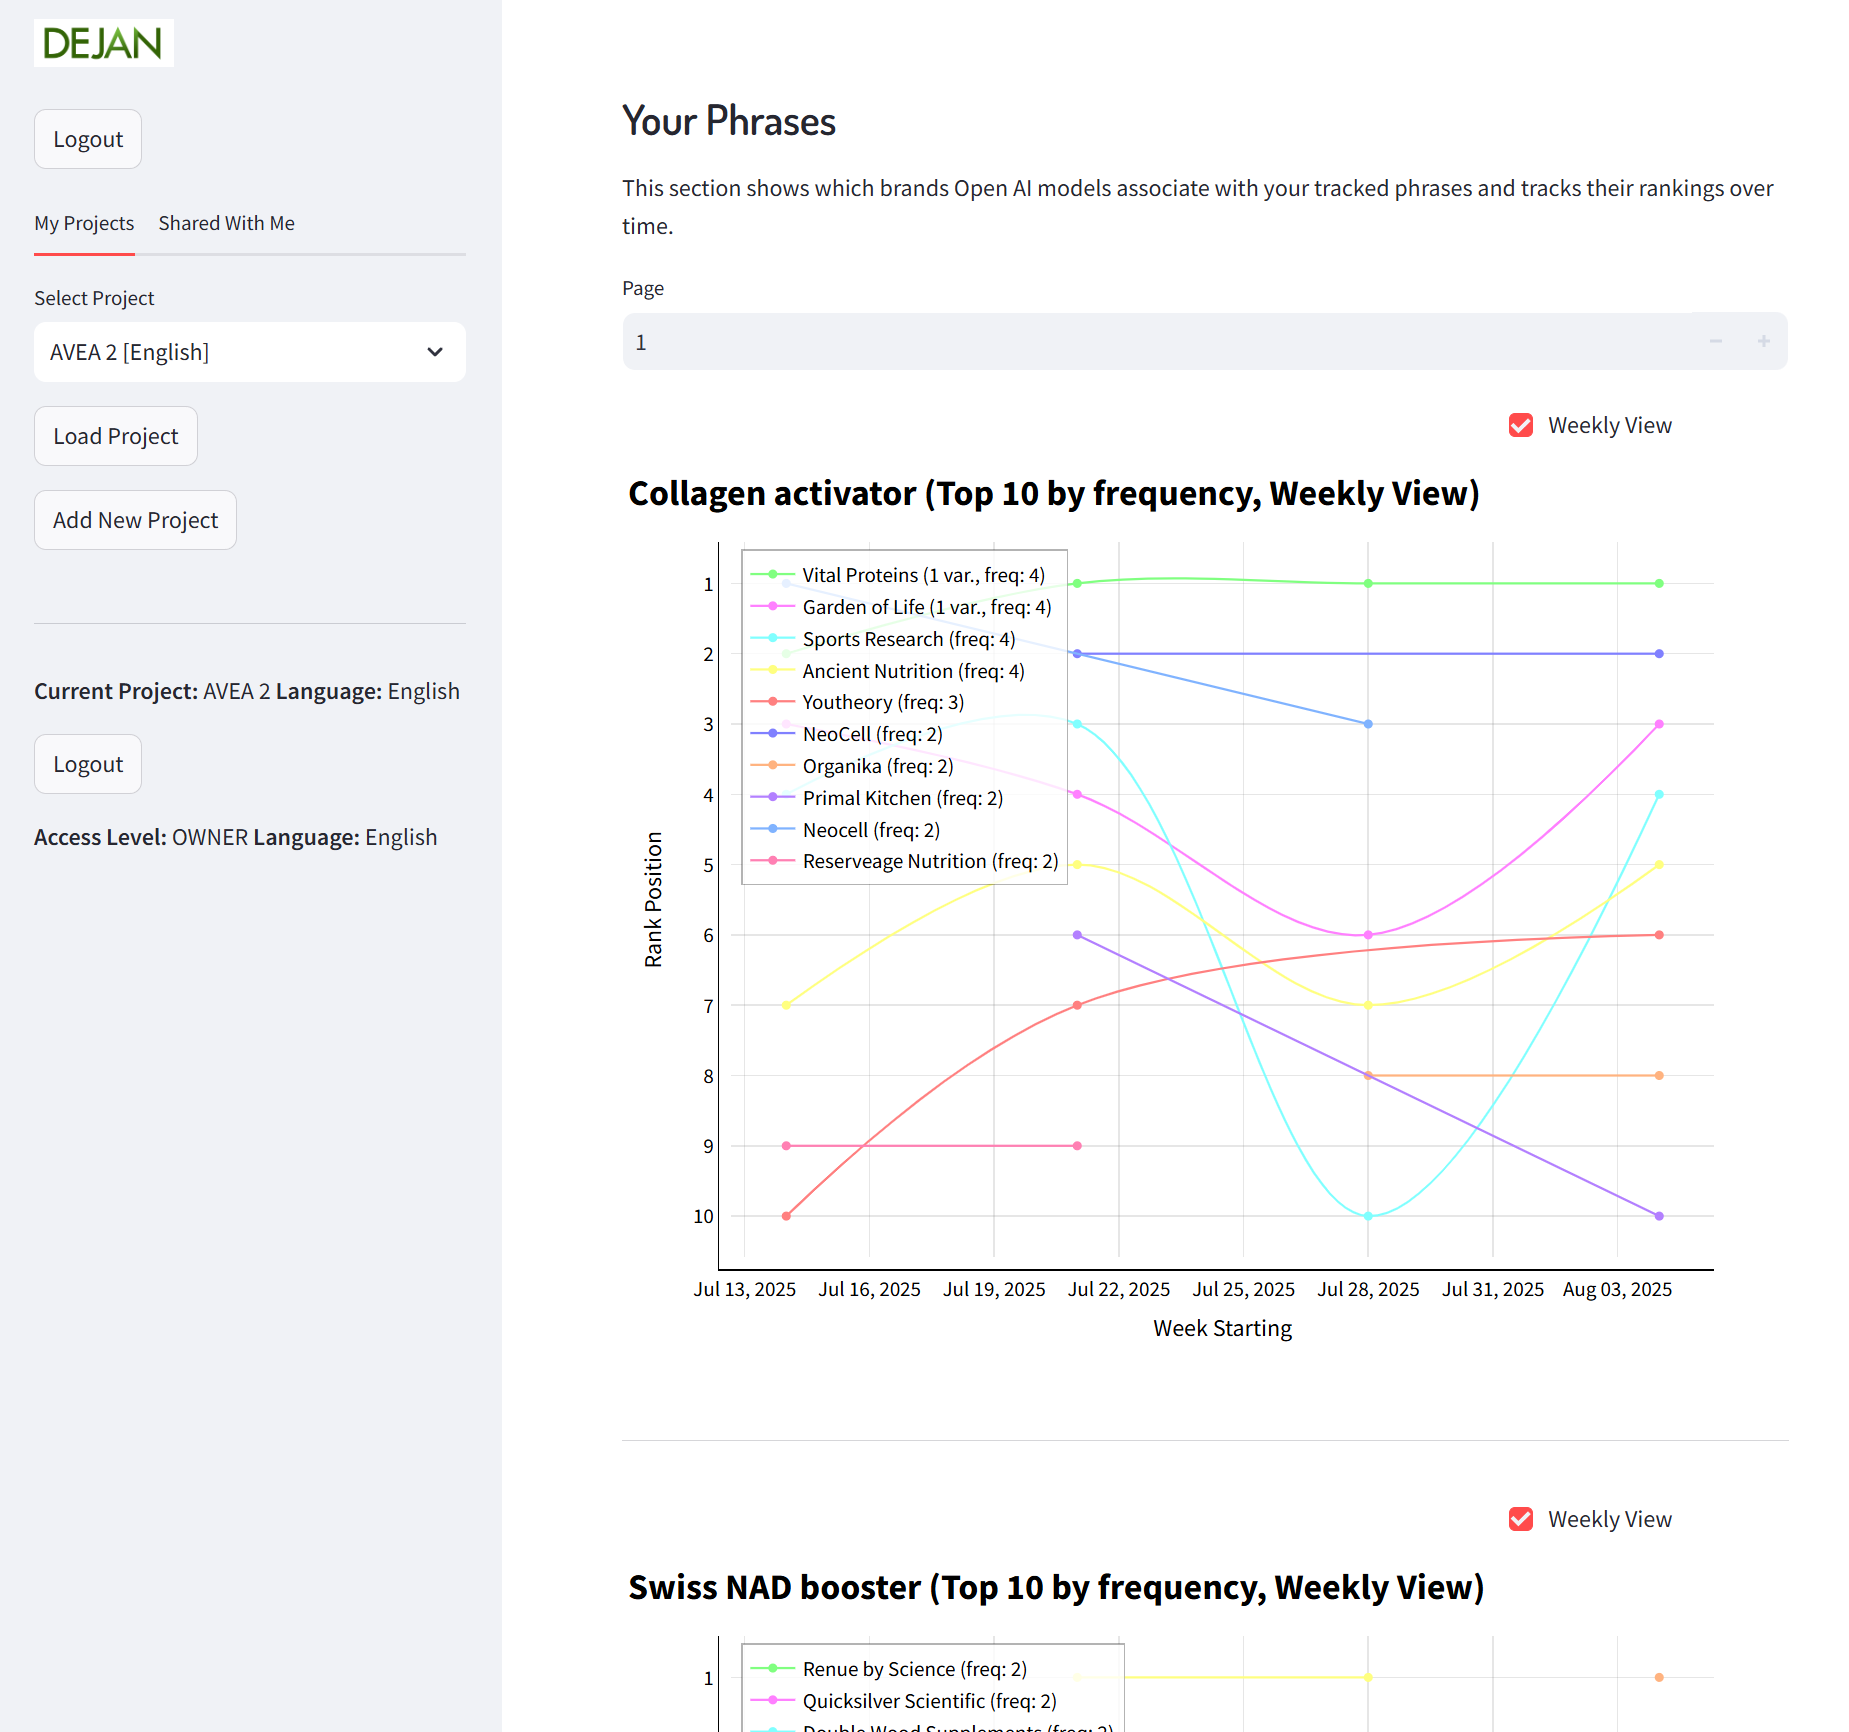 DEJAN
Logout
My Projects Shared With Me
Select Project
AVEA 2 [English]
Load Project
Add New Project
Current Project: AVEA 2 Language: English
Logout
Access Level: OWNER Language: English
Your Phrases
This section shows which brands Open AI models associate with your tracked phrases and tracks their rankings over
time.
Page
1
Weekly View
Collagen activator (Top 10 by frequency, Weekly View)
Vital Proteins (1 var., freq: 4)
Garden of Life (1 var., freq: 4)
Sports Research (freq: 4)
Ancient Nutrition (freq: 4)
Youtheory (freq: 3)
NeoCell (freq: 2)
Organika (freq: 2)
Primal Kitchen (freq: 2)
Neocell (freq: 2)
Reserveage Nutrition (freq: 2)
Rank Position
1
2
3
4
5
6
7
8
9
10
Jul 13, 2025 Jul 16, 2025 Jul 19, 2025 Jul 22, 2025 Jul 25, 2025 Jul 28, 2025 Jul 31, 2025 Aug 03, 2025
Week Starting
Weekly View
Swiss NAD booster (Top 10 by frequency, Weekly View)
1
Renue by Science (freq: 2)
Quicksilver Scientific (freq: 2)
Double Wood Supplements (freq: 2)